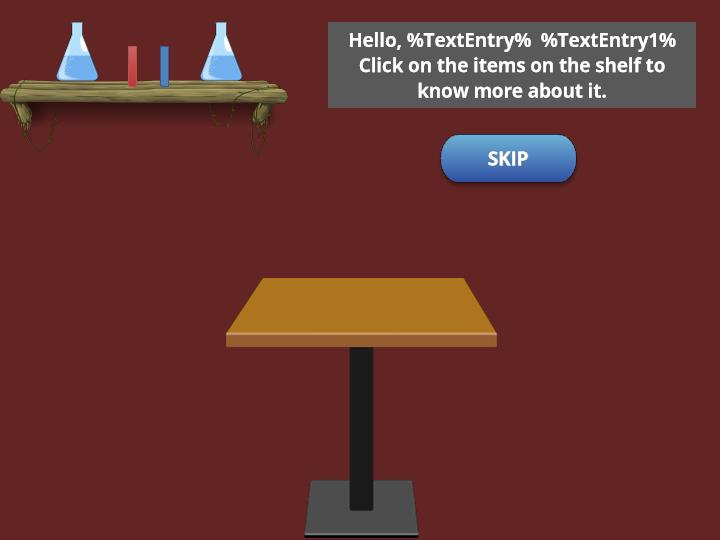 Hello, %TextEntry%  %TextEntry1%
Click on the items on the shelf to
know more about it.
SKIP